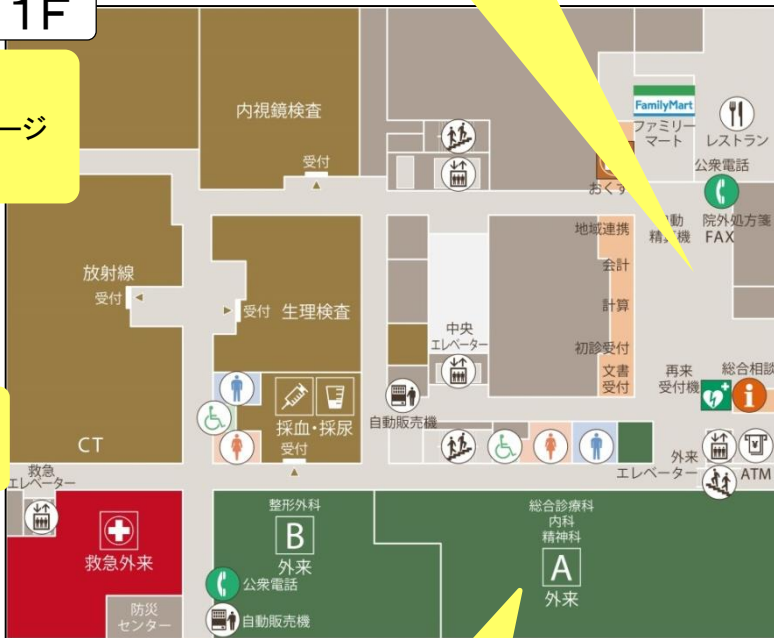 1F
ージ
内視鏡検査
受付
FamilyMart
ファミリー
マート
レストラン
公衆電話
おくす
地域連携
動
精
機
院外処方箋
FAX
会計
計算
初診受付
文書
受付
放射線
受付
受付
生理検査
中央
エレベーター
再来
受付機
総合相談
自動販売機
採血・採尿
受付
CT
救急
エレベーター
外来
エレベーター
ATM
救急外来
防災
センター
整形外科
B
外来
公衆電話
自動販売機
総合診療科
内科
精神科
A
外来